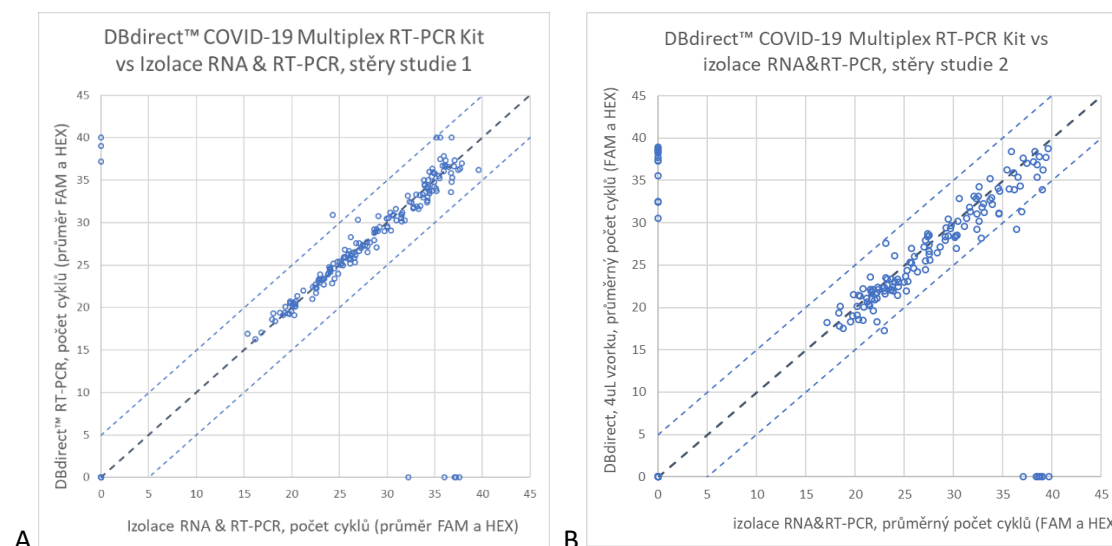 DBdirect™ COVID-19 Multiplex RT-PCR Kit
vs Izolace RNA & RT-PCR, stěry studie 1
DBdirect™ RT-PCR, počet cyklů (průměr FAM a HEX)
45
40
35
30
25
20
15
10
5
0
0 5 10 15 20 25 30 35 40 45
Izolace RNA & RT-PCR, počet cyklů (průměr FAM a HEX)
A
DBdirect™ COVID-19 Multiplex RT-PCR Kit vs
izolace RNA&RT-PCR, stěry studie 2
DBdirect, 4uL vzorku, průměrný počet cyklů (FAM a HEX)
45
40
35
30
25
20
15
10
5
0
0 5 10 15 20 25 30 35 40 45
izolace RNA&RT-PCR, průměrný počet cyklů (FAM a HEX
B